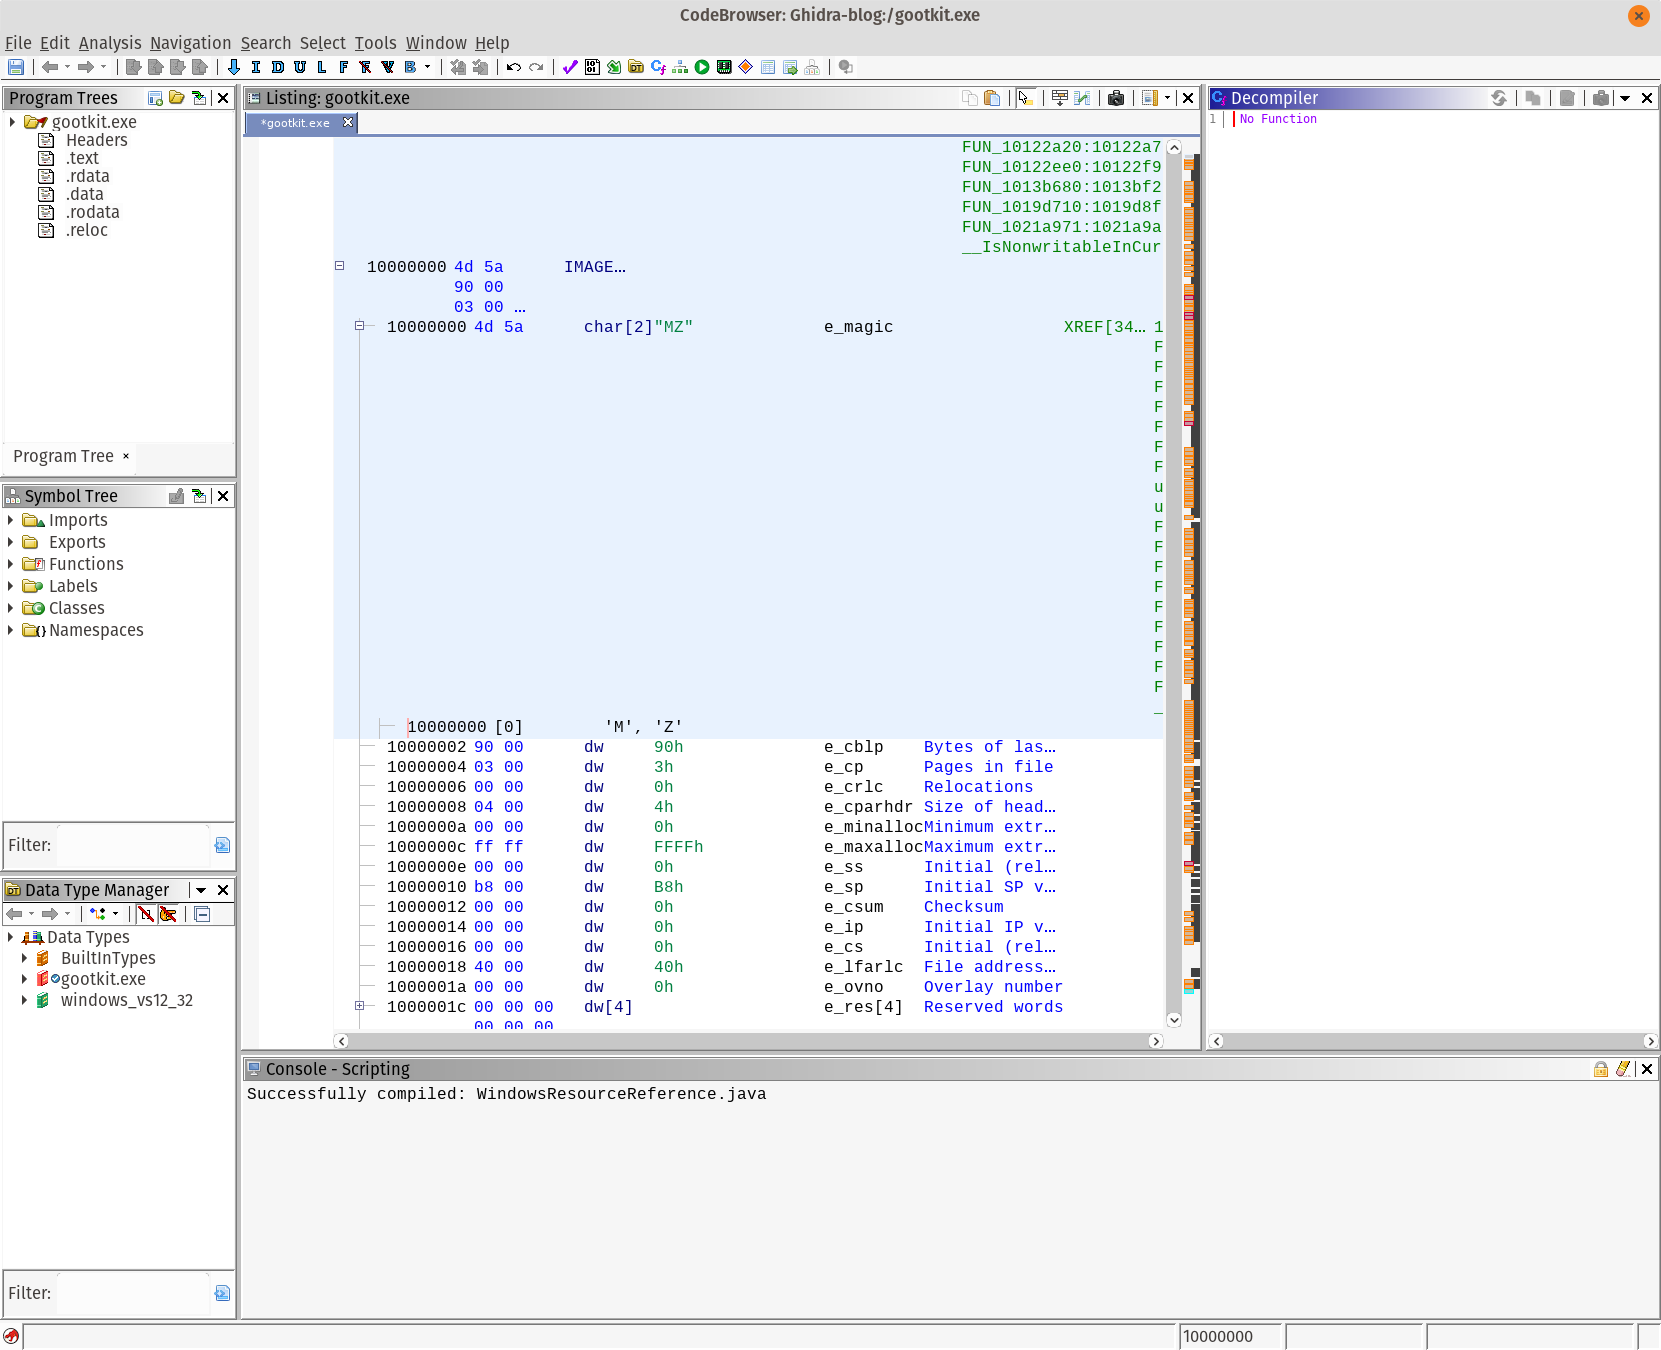 CodeBrowser: Ghidra-blog:/gootkit.exe
File Edit Analysis Navigation Search Select Tools Window Help
I D U L F F V B
Program Trees
gootkit.exe
Headers
.text
.rdata
.data
.rodata
.reloc
Program Tree ×
Symbol Tree
Imports
Exports
Functions
Labels
Classes
Namespaces
Filter:
Data Type Manager
Data Types
BuiltInTypes
gootkit.exe
windows_vs12_32
Filter:
Listing: gootkit.exe
*gootkit.exe
FUN_10122a20:10122a7
FUN_10122ee0:10122f9
FUN_1013b680:1013bf2
FUN_1019d710:1019d8f
FUN_1021a971:1021a9a
__IsNonwritableInCur
10000000 4d 5a IMAGE…
90 00
03 00 …
10000000 4d 5a char[2] "MZ" e_magic XREF[34… 1
F
F
F
F
F
F
F
u
u
F
F
F
F
F
F
F
F
F
_
10000000 [0] 'M', 'Z'
10000002 90 00 dw 90h e_cblp Bytes of las…
10000004 03 00 dw 3h e_cp Pages in file
10000006 00 00 dw 0h e_crlc Relocations
10000008 04 00 dw 4h e_cparhdr Size of head…
1000000a 00 00 dw 0h e_minalloc Minimum extr…
1000000c ff ff dw FFFFh e_maxalloc Maximum extr…
1000000e 00 00 dw 0h e_ss Initial (rel…
10000010 b8 00 dw B8h e_sp Initial SP v…
10000012 00 00 dw 0h e_csum Checksum
10000014 00 00 dw 0h e_ip Initial IP v…
10000016 00 00 dw 0h e_cs Initial (rel…
10000018 40 00 dw 40h e_lfarlc File address…
1000001a 00 00 dw 0h e_ovno Overlay number
1000001c 00 00 00 dw[4] e_res[4] Reserved words
00 00 00
Decompiler
1 No Function
Console - Scripting
Successfully compiled: WindowsResourceReference.java
10000000